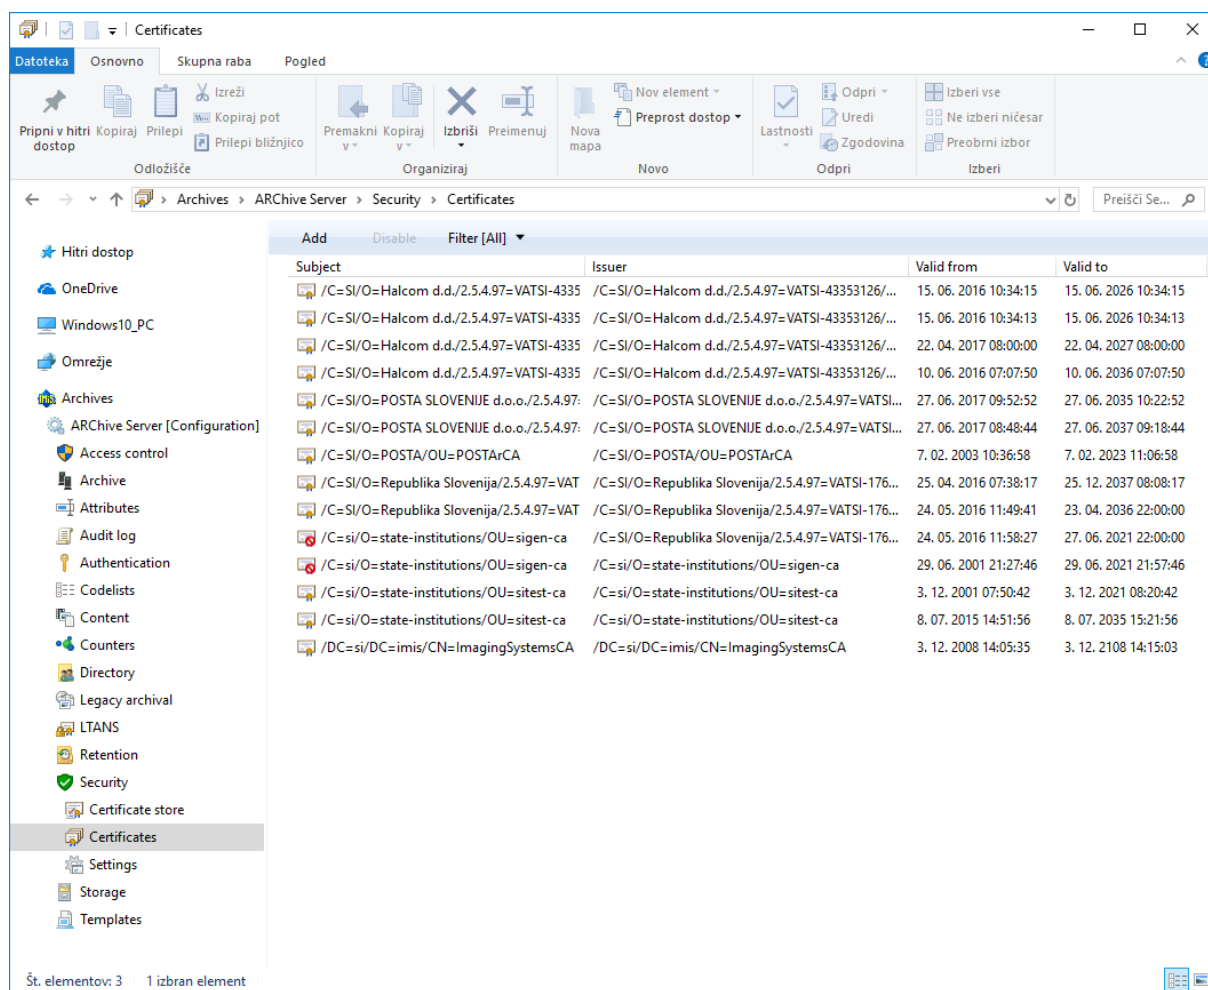 Certificates
Datoteka Osnovno Skupna raba Pogled
Pripni v hitri dostop
Kopiraj
Prilepi
Izreži
Kopiraj pot
Prilepi bližnjico
Odložišče
Premakni v
Kopiraj v
Izbriši
Preimenuj
Organiziraj
Nova mapa
Nov element
Preprost dostop
Novo
Lastnosti
Odpri
Uredi
Zgodovina
Odpri
Izberi vse
Ne izberi ničesar
Preobrni izbor
Izberi
Archives > ARChive Server > Security > Certificates
Preišči Se...
Hitri dostop
OneDrive
Windows10_PC
Omrežje
Archives
ARChive Server [Configuration]
Access control
Archive
Attributes
Audit log
Authentication
Codelists
Content
Counters
Directory
Legacy archival
LTANS
Retention
Security
Certificate store
Certificates
Settings
Storage
Templates
Add Disable Filter [All]
Subject Issuer Valid from Valid to
/C=SI/O=Halcom d.d./2.5.4.97=VATSI-4335 /C=SI/O=Halcom d.d./2.5.4.97=VATSI-43353126/... 15. 06. 2016 10:34:15 15. 06. 2026 10:34:15
/C=SI/O=Halcom d.d./2.5.4.97=VATSI-4335 /C=SI/O=Halcom d.d./2.5.4.97=VATSI-43353126/... 15. 06. 2016 10:34:13 15. 06. 2026 10:34:13
/C=SI/O=Halcom d.d./2.5.4.97=VATSI-4335 /C=SI/O=Halcom d.d./2.5.4.97=VATSI-43353126/... 22. 04. 2017 08:00:00 22. 04. 2027 08:00:00
/C=SI/O=Halcom d.d./2.5.4.97=VATSI-4335 /C=SI/O=Halcom d.d./2.5.4.97=VATSI-43353126/... 10. 06. 2016 07:07:50 10. 06. 2036 07:07:50
/C=SI/O=POSTA SLOVENIJE d.o.o./2.5.4.97: /C=SI/O=POSTA SLOVENIJE d.o.o./2.5.4.97=VATSI... 27. 06. 2017 09:52:52 27. 06. 2035 10:22:52
/C=SI/O=POSTA SLOVENIJE d.o.o./2.5.4.97: /C=SI/O=POSTA SLOVENIJE d.o.o./2.5.4.97=VATSI... 27. 06. 2017 08:48:44 27. 06. 2037 09:18:44
/C=SI/O=POSTA/OU=POSTArCA /C=SI/O=POSTA/OU=POSTArCA 7. 02. 2003 10:36:58 7. 02. 2023 11:06:58
/C=SI/O=Republika Slovenija/2.5.4.97=VAT /C=SI/O=Republika Slovenija/2.5.4.97=VATSI-176... 25. 04. 2016 07:38:17 25. 12. 2037 08:08:17
/C=SI/O=Republika Slovenija/2.5.4.97=VAT /C=SI/O=Republika Slovenija/2.5.4.97=VATSI-176... 24. 05. 2016 11:49:41 23. 04. 2036 22:00:00
/C=si/O=state-institutions/OU=sigen-ca /C=SI/O=Republika Slovenija/2.5.4.97=VATSI-176... 24. 05. 2016 11:58:27 27. 06. 2021 22:00:00
/C=si/O=state-institutions/OU=sigen-ca /C=si/O=state-institutions/OU=sigen-ca 29. 06. 2001 21:27:46 29. 06. 2021 21:57:46
/C=si/O=state-institutions/OU=sitest-ca /C=si/O=state-institutions/OU=sitest-ca 3. 12. 2001 07:50:42 3. 12. 2021 08:20:42
/C=si/O=state-institutions/OU=sitest-ca /C=si/O=state-institutions/OU=sitest-ca 8. 07. 2015 14:51:56 8. 07. 2035 15:21:56
/DC=si/DC=imis/CN=ImagingSystemsCA /DC=si/DC=imis/CN=ImagingSystemsCA 3. 12. 2008 14:05:35 3. 12. 2108 14:15:03
Št. elementov: 3 1 izbran element